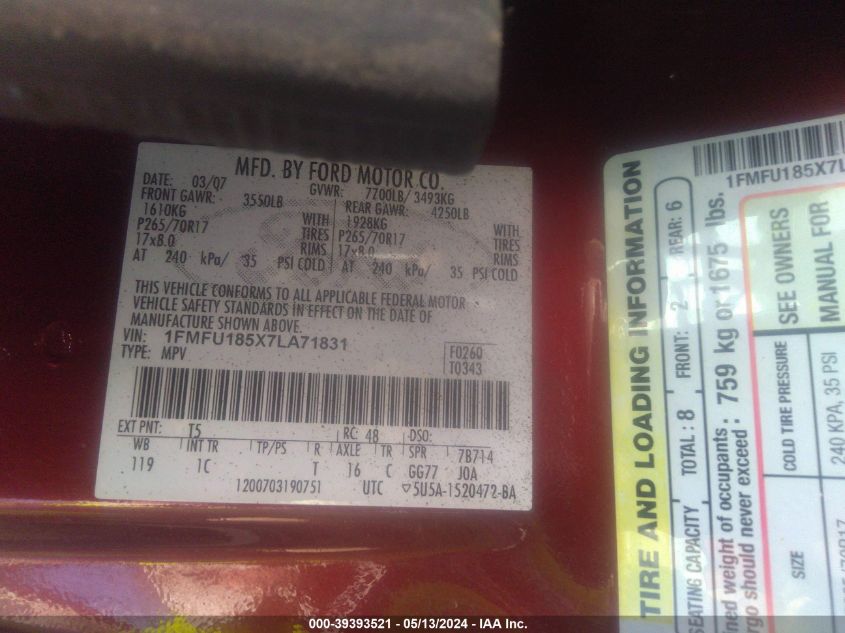 MFD. BY FORD MOTOR CO.
DATE: 03/07 GVWR: 7700LB/ 3493KG
FRONT GAWR: 3550LB REAR GAWR: 4250LB
1610KG WITH 1928KG WITH
P265/70R17 TIRES P265/70R17 TIRES
17x8.0 RIMS 17x8.0 RIMS
AT 240 kPa/ 35 PSI COLD AT 240 kPa/ 35 PSI COLD
THIS VEHICLE CONFORMS TO ALL APPLICABLE FEDERAL MOTOR
VEHICLE SAFETY STANDARDS IN EFFECT ON THE DATE OF
MANUFACTURE SHOWN ABOVE.
VIN: 1FMFU185X7LA71831
TYPE: MPV
F0260
T0343
EXT PNT: T5 RC: 48 DSO:
WB INT TR TP/PS R AXLE TR SPR 7B714
119 1C T 16 C GG77 J0A
1200703190751 UTC 5U5A-1520472-BA
1FMFU185X7L
TIRE AND LOADING INFORMATION
SEATING CAPACITY TOTAL: 8 FRONT: 2 REAR: 6
weight of occupants
should never exceed : 759 kg or 1675 lbs.
SIZE COLD TIRE PRESSURE SEE OWNERS
240 KPA, 35 PSI MANUAL FOR
000-39393521 - 05/13/2024 - IAA Inc.